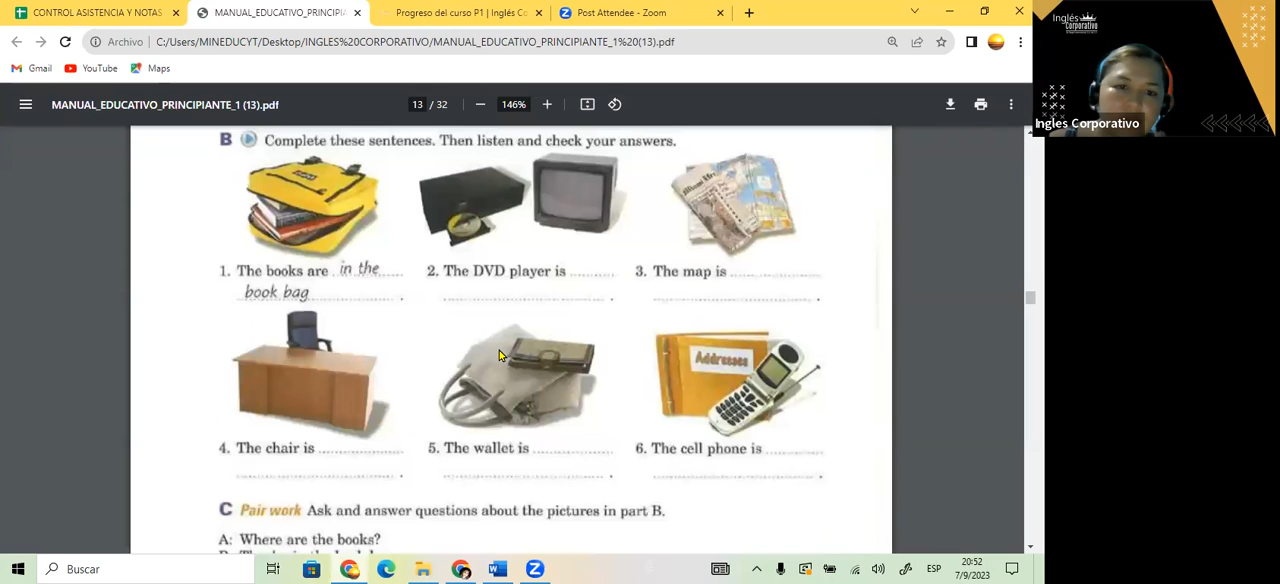 CONTROL ASISTENCIA Y NOTAS
MANUAL_EDUCATIVO_PRINCIPIA
Progreso del curso P1 | Inglés Co
Post Attendee - Zoom
Archivo
C:/Users/MINEDUCYT/Desktop/INGLES%20CORPORATIVO/MANUAL_EDUCATIVO_PRINCIPIANTE_1%20(13).pdf
Gmail
YouTube
Maps
MANUAL_EDUCATIVO_PRINCIPIANTE_1 (13).pdf
13 / 32
146%
Inglés
Corporativo
Ingles Corporativo
B Complete these sentences. Then listen and check your answers.
1. The books are in the
book bag.
2. The DVD player is
3. The map is
Addresses
4. The chair is
5. The wallet is
6. The cell phone is
C Pair work Ask and answer questions about the pictures in part B.
A: Where are the books?
Buscar
ESP
20:52
7/9/2023